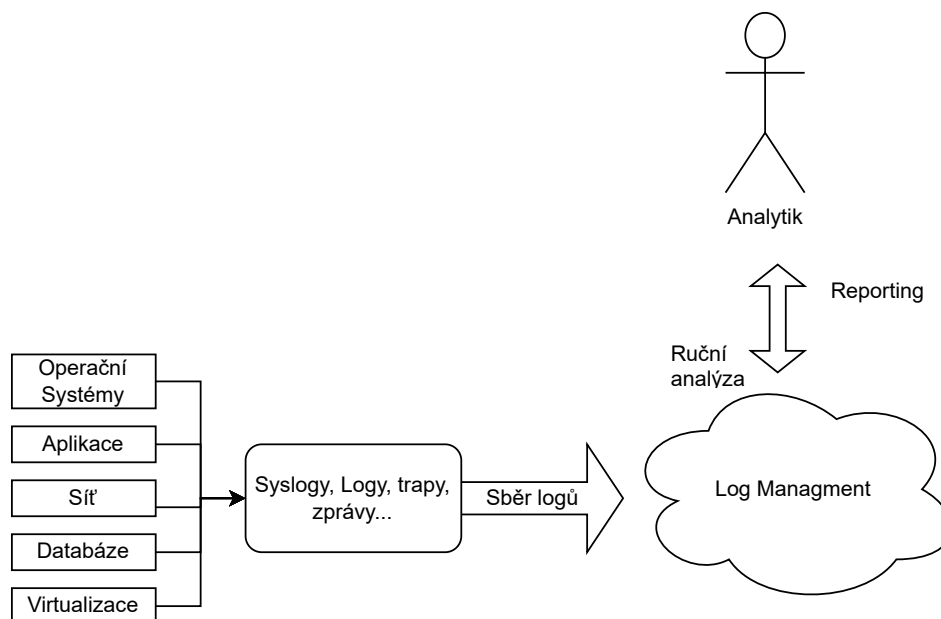 Analytik
Reporting
Ruční
analýza
Operační
Systémy
Aplikace
Síť
Databáze
Virtualizace
Syslogy, Logy, trapy,
zprávy...
Sběr logů
Log Managment